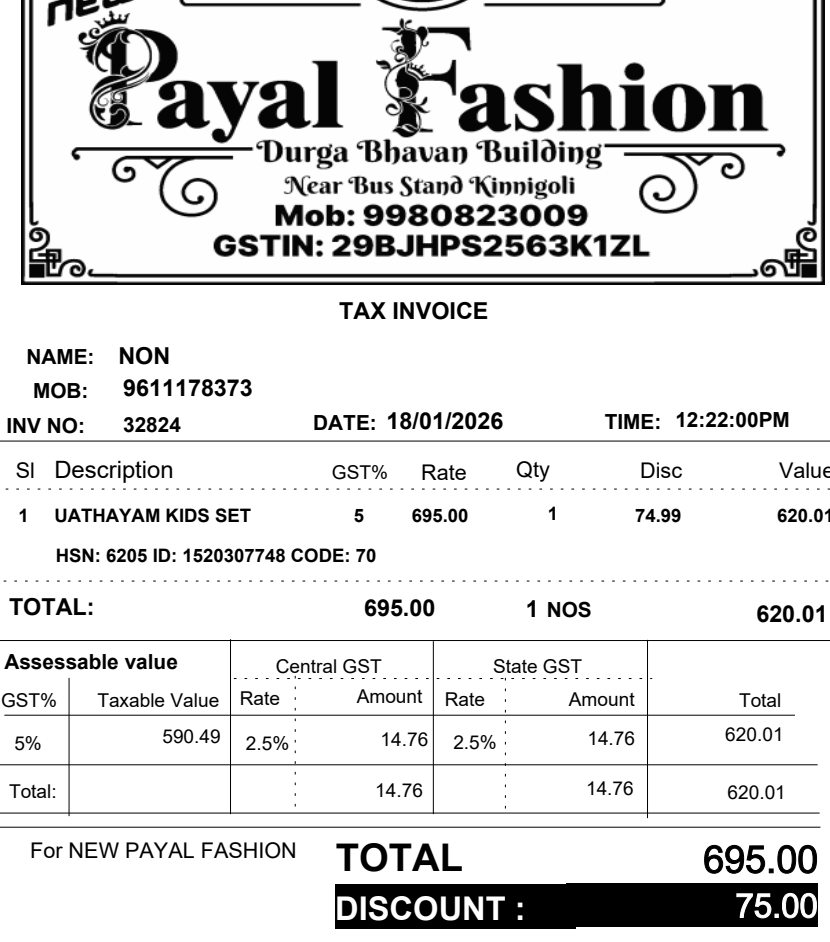 new
Payal Fashion
Durga Bhavan Building
Near Bus Stand Kinnigoli
Mob: 9980823009
GSTIN: 29BJHPS2563K1ZL
TAX INVOICE
NAME: NON
MOB: 9611178373
INV NO: 32824 DATE: 18/01/2026 TIME: 12:22:00PM
Sl Description GST% Rate Qty Disc Value
1 UATHAYAM KIDS SET 5 695.00 1 74.99 620.01
HSN: 6205 ID: 1520307748 CODE: 70
TOTAL: 695.00 1 NOS 620.01
Assessable value Central GST State GST
GST% Taxable Value Rate Amount Rate Amount Total
5% 590.49 2.5% 14.76 2.5% 14.76 620.01
Total: 14.76 14.76 620.01
For NEW PAYAL FASHION TOTAL 695.00
DISCOUNT : 75.00